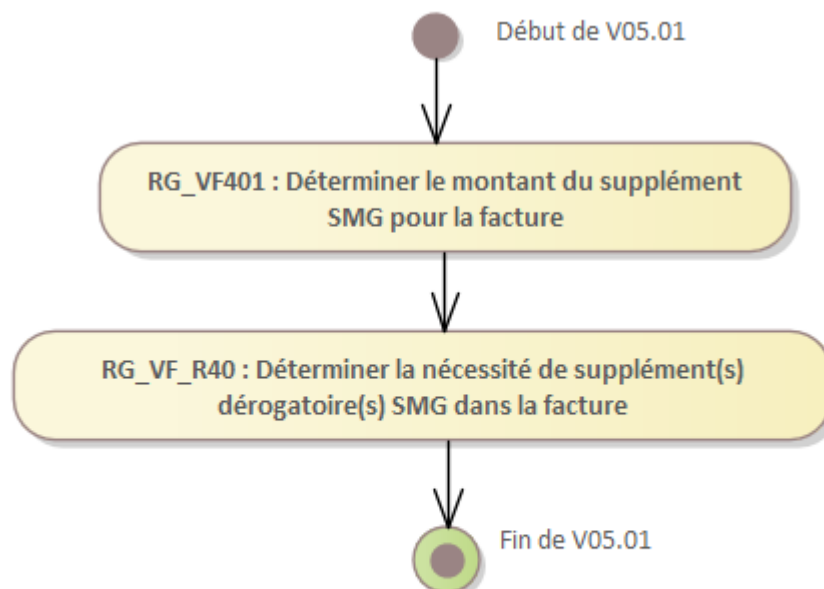 Début de V05.01
RG_VF401 : Déterminer le montant du supplément
SMG pour la facture
RG_VF_R40 : Déterminer la nécessité de supplément(s)
dérogatoire(s) SMG dans la facture
Fin de V05.01